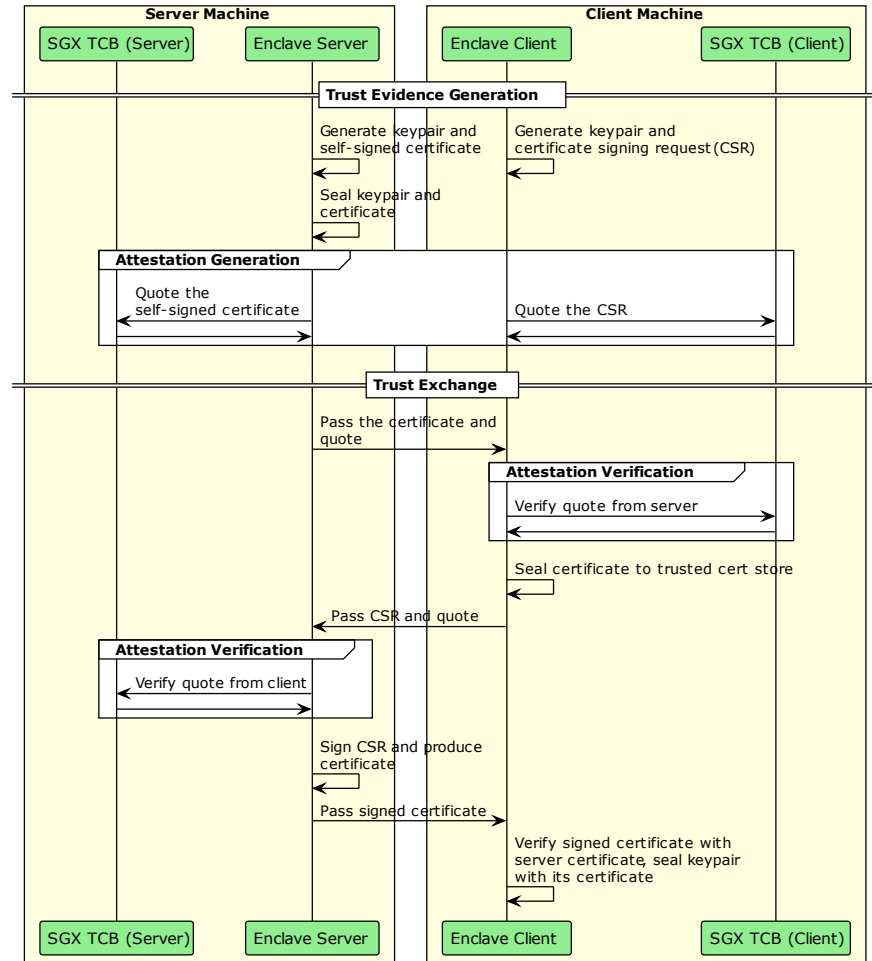 Server Machine
Client Machine
SGX TCB (Server)
Enclave Server
Enclave Client
SGX TCB (Client)
Trust Evidence Generation
Generate keypair and
self-signed certificate
Generate keypair and
certificate signing request (CSR)
Seal keypair and
certificate
Attestation Generation
Quote the
self-signed certificate
Quote the CSR
Trust Exchange
Pass the certificate and
quote
Attestation Verification
Verify quote from server
Seal certificate to trusted cert store
Pass CSR and quote
Attestation Verification
Verify quote from client
Sign CSR and produce
certificate
Pass signed certificate
Verify signed certificate with
server certificate, seal keypair
with its certificate
SGX TCB (Server)
Enclave Server
Enclave Client
SGX TCB (Client)